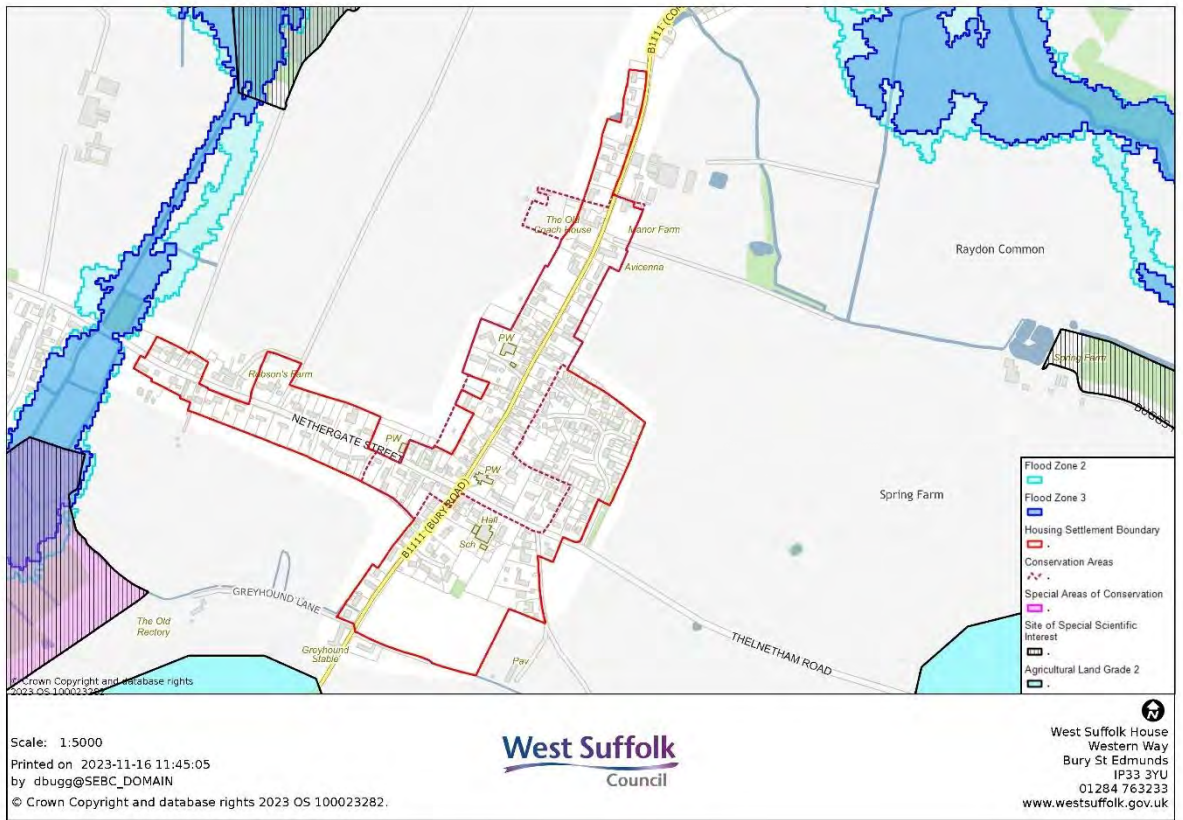 B1111 (CO
The Old
Coach House
Manor Farm
Avicenna
Raydon Common
PW
Robson's Farm
Spring Farm
BUGGS
NETHERGATE STREET
PW
PW
Spring Farm
B1111 (BURY ROAD)
Hall
Sch
GREYHOUND LANE
The Old
Rectory
Greyhound
Stable
Pav
THELNETHAM ROAD
Flood Zone 2
Flood Zone 3
Housing Settlement Boundary
.
Conservation Areas
.
Special Areas of Conservation
.
Site of Special Scientific
Interest
.
Agricultural Land Grade 2
.
© Crown Copyright and database rights
2023 OS 100023282
N
Scale: 1:5000
Printed on 2023-11-16 11:45:05
by dbugg@SEBC_DOMAIN
© Crown Copyright and database rights 2023 OS 100023282.
West Suffolk
Council
West Suffolk House
Western Way
Bury St Edmunds
IP33 3YU
01284 763233
www.westsuffolk.gov.uk